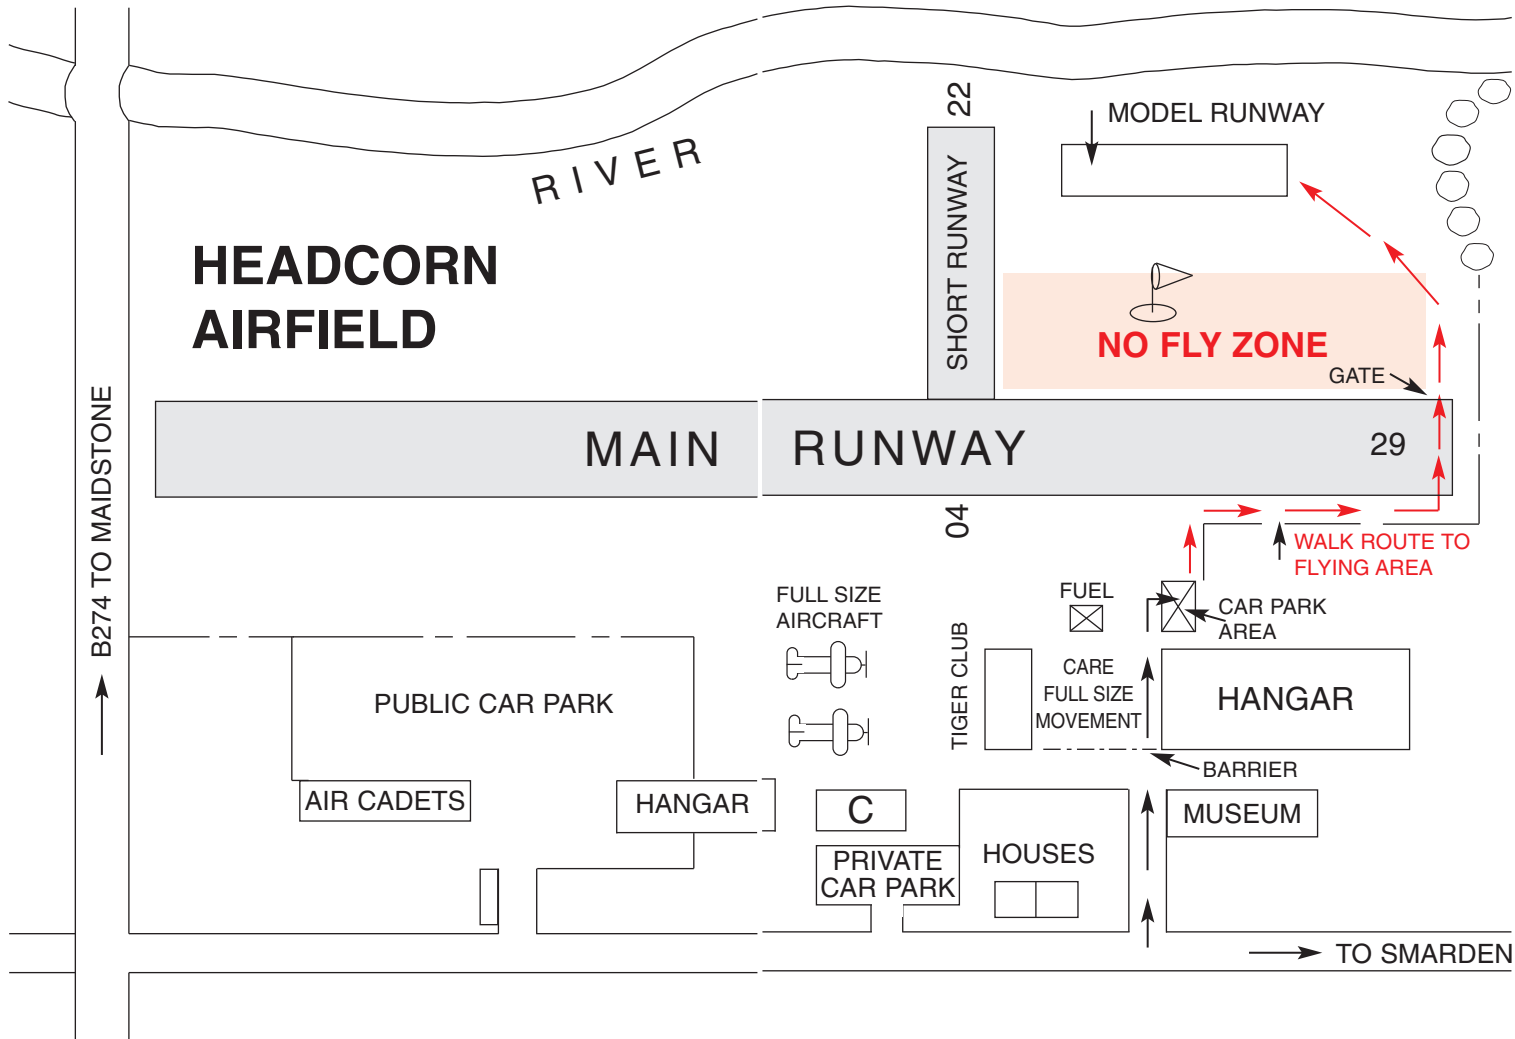 22
MODEL RUNWAY
RIVER
SHORT RUNWAY
HEADCORN
AIRFIELD
NO FLY ZONE
GATE
MAIN RUNWAY
29
B274 TO MAIDSTONE
04
WALK ROUTE TO
FLYING AREA
FULL SIZE
AIRCRAFT
FUEL
CAR PARK
AREA
TIGER CLUB
CARE
FULL SIZE
MOVEMENT
HANGAR
PUBLIC CAR PARK
BARRIER
AIR CADETS
HANGAR
C
MUSEUM
PRIVATE
CAR PARK
HOUSES
TO SMARDEN